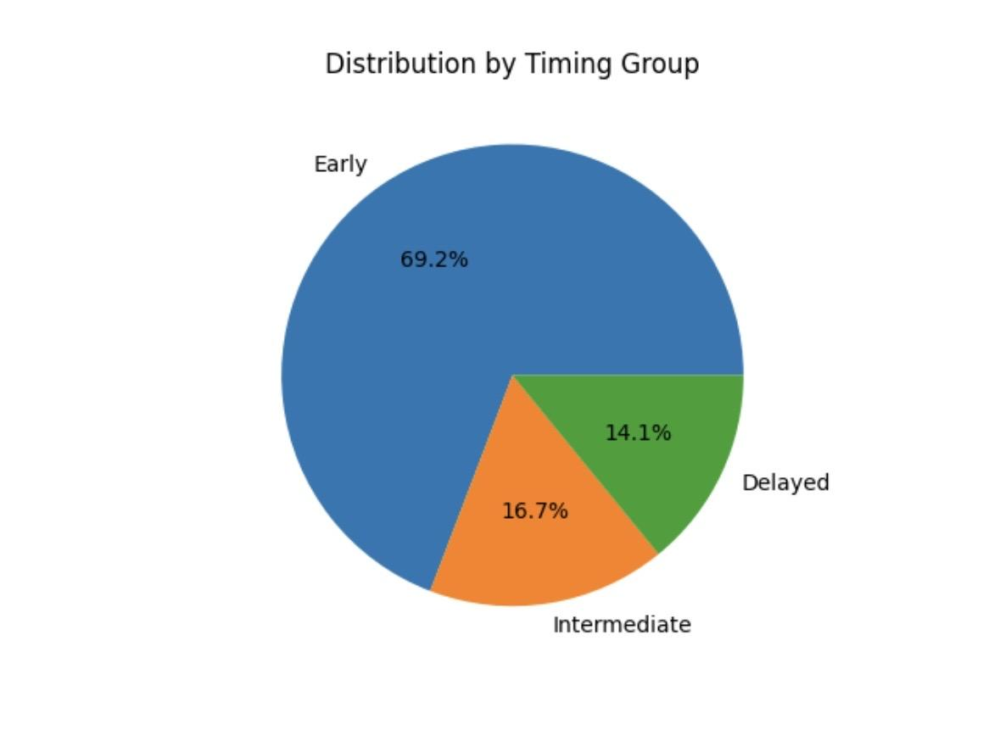 Distribution by Timing Group
Early
69.2%
14.1%
Delayed
16.7%
Intermediate